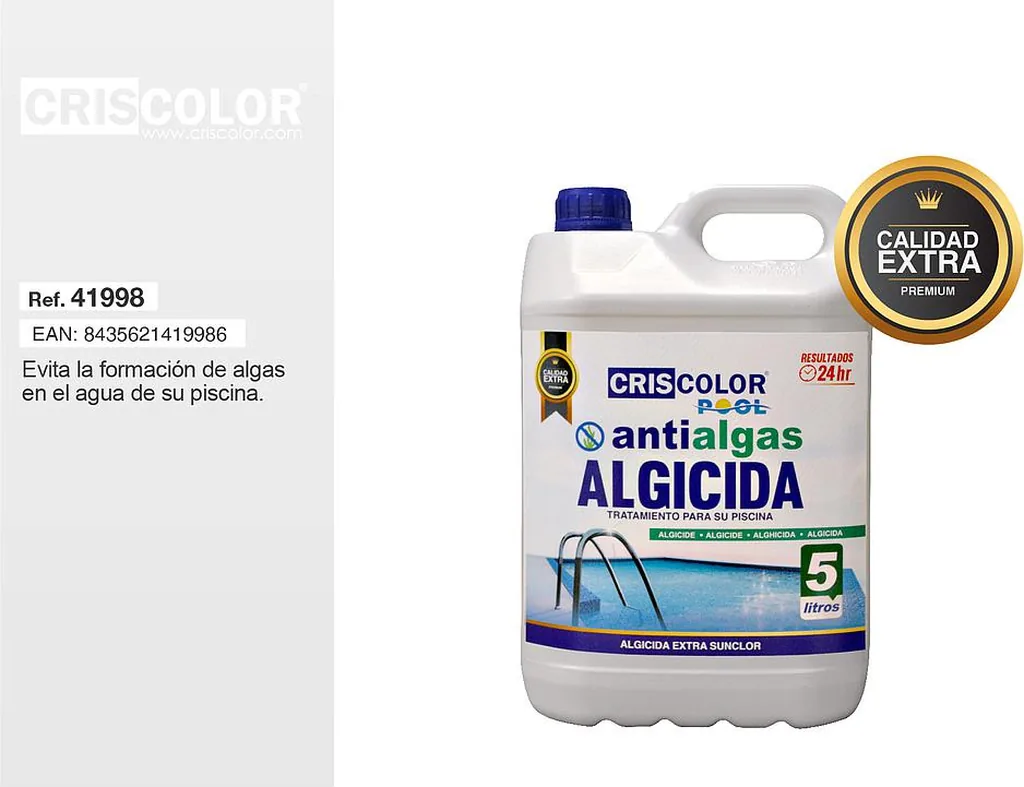 CRISCOLOR®
www.criscolor.com
Ref. 41998
EAN: 8435621419986
Evita la formación de algas
en el agua de su piscina.
CALIDAD
EXTRA
PREMIUM
CALIDAD
EXTRA
PREMIUM
RESULTADOS
24hr
CRISCOLOR®
POOL
antialgas
ALGICIDA
TRATAMIENTO PARA SU PISCINA
ALGICIDE • ALGICIDE • ALGHICIDA • ALGICIDA
5
litros
ALGICIDA EXTRA SUNCLOR